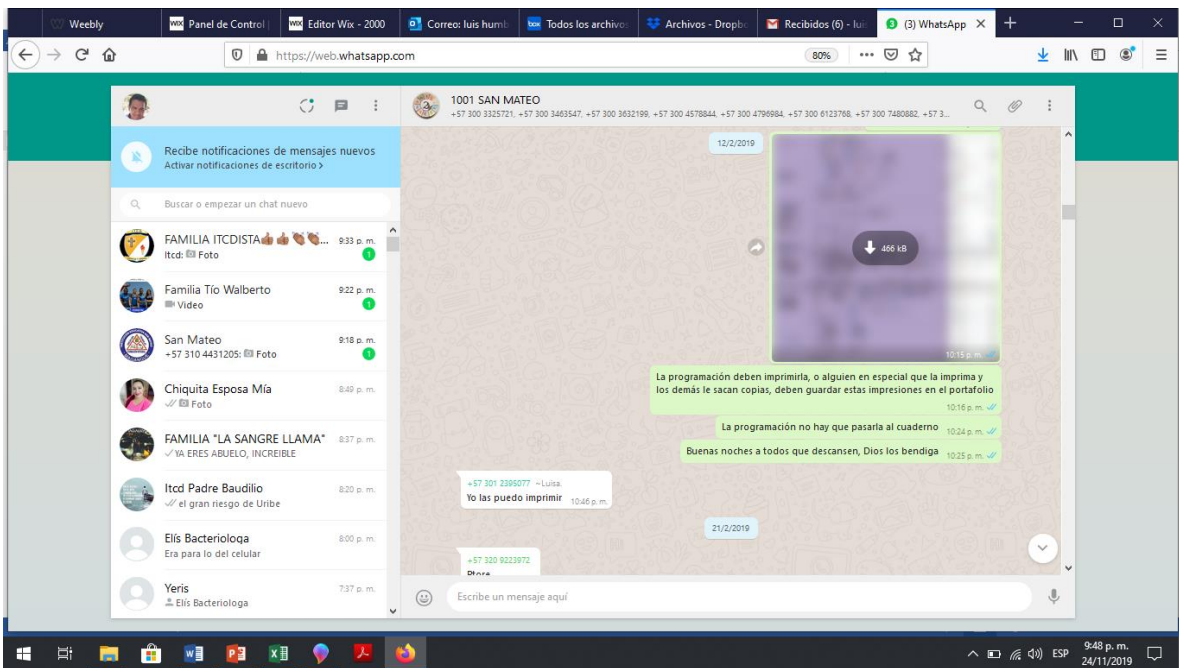 Weebly
Panel de Control |
Editor Wix - 2000
Correo: luis humb
Todos los archivo
Archivos - Dropb
Recibidos (6) - lui
(3) WhatsApp
https://web.whatsapp.com
80%
1001 SAN MATEO
+57 300 3325721, +57 300 3463547, +57 300 3632199, +57 300 4578844, +57 300 4796984, +57 300 6123768, +57 300 7480882, +57 3...
Recibe notificaciones de mensajes nuevos
Activar notificaciones de escritorio >
Buscar o empezar un chat nuevo
FAMILIA ITCDISTA👍🏾👍🏾👏🏾👏🏾... 9:33 p. m.
Itcd: Foto 1
Familia Tío Walberto 9:22 p. m.
Video 1
San Mateo 9:18 p. m.
+57 310 4431205: Foto 1
Chiquita Esposa Mía 8:49 p. m.
Foto
FAMILIA "LA SANGRE LLAMA" 8:37 p. m.
YA ERES ABUELO, INCREIBLE
Itcd Padre Baudilio 8:20 p. m.
el gran riesgo de Uribe
Elís Bacteriologa 8:00 p. m.
Era para lo del celular
Yeris 7:37 p. m.
Elís Bacteriologa
12/2/2019
466 kB
10:15 p. m.
La programación deben imprimirla, o alguien en especial que la imprima y
los demás le sacan copias, deben guardar estas impresiones en el portafolio
10:16 p. m.
La programación no hay que pasarla al cuaderno 10:24 p. m.
Buenas noches a todos que descansen, Dios los bendiga 10:25 p. m.
+57 301 2395077 ~Luisa.
Yo las puedo imprimir 10:46 p. m.
21/2/2019
+57 320 9223972
Escribe un mensaje aquí
ESP
9:48 p. m.
24/11/2019